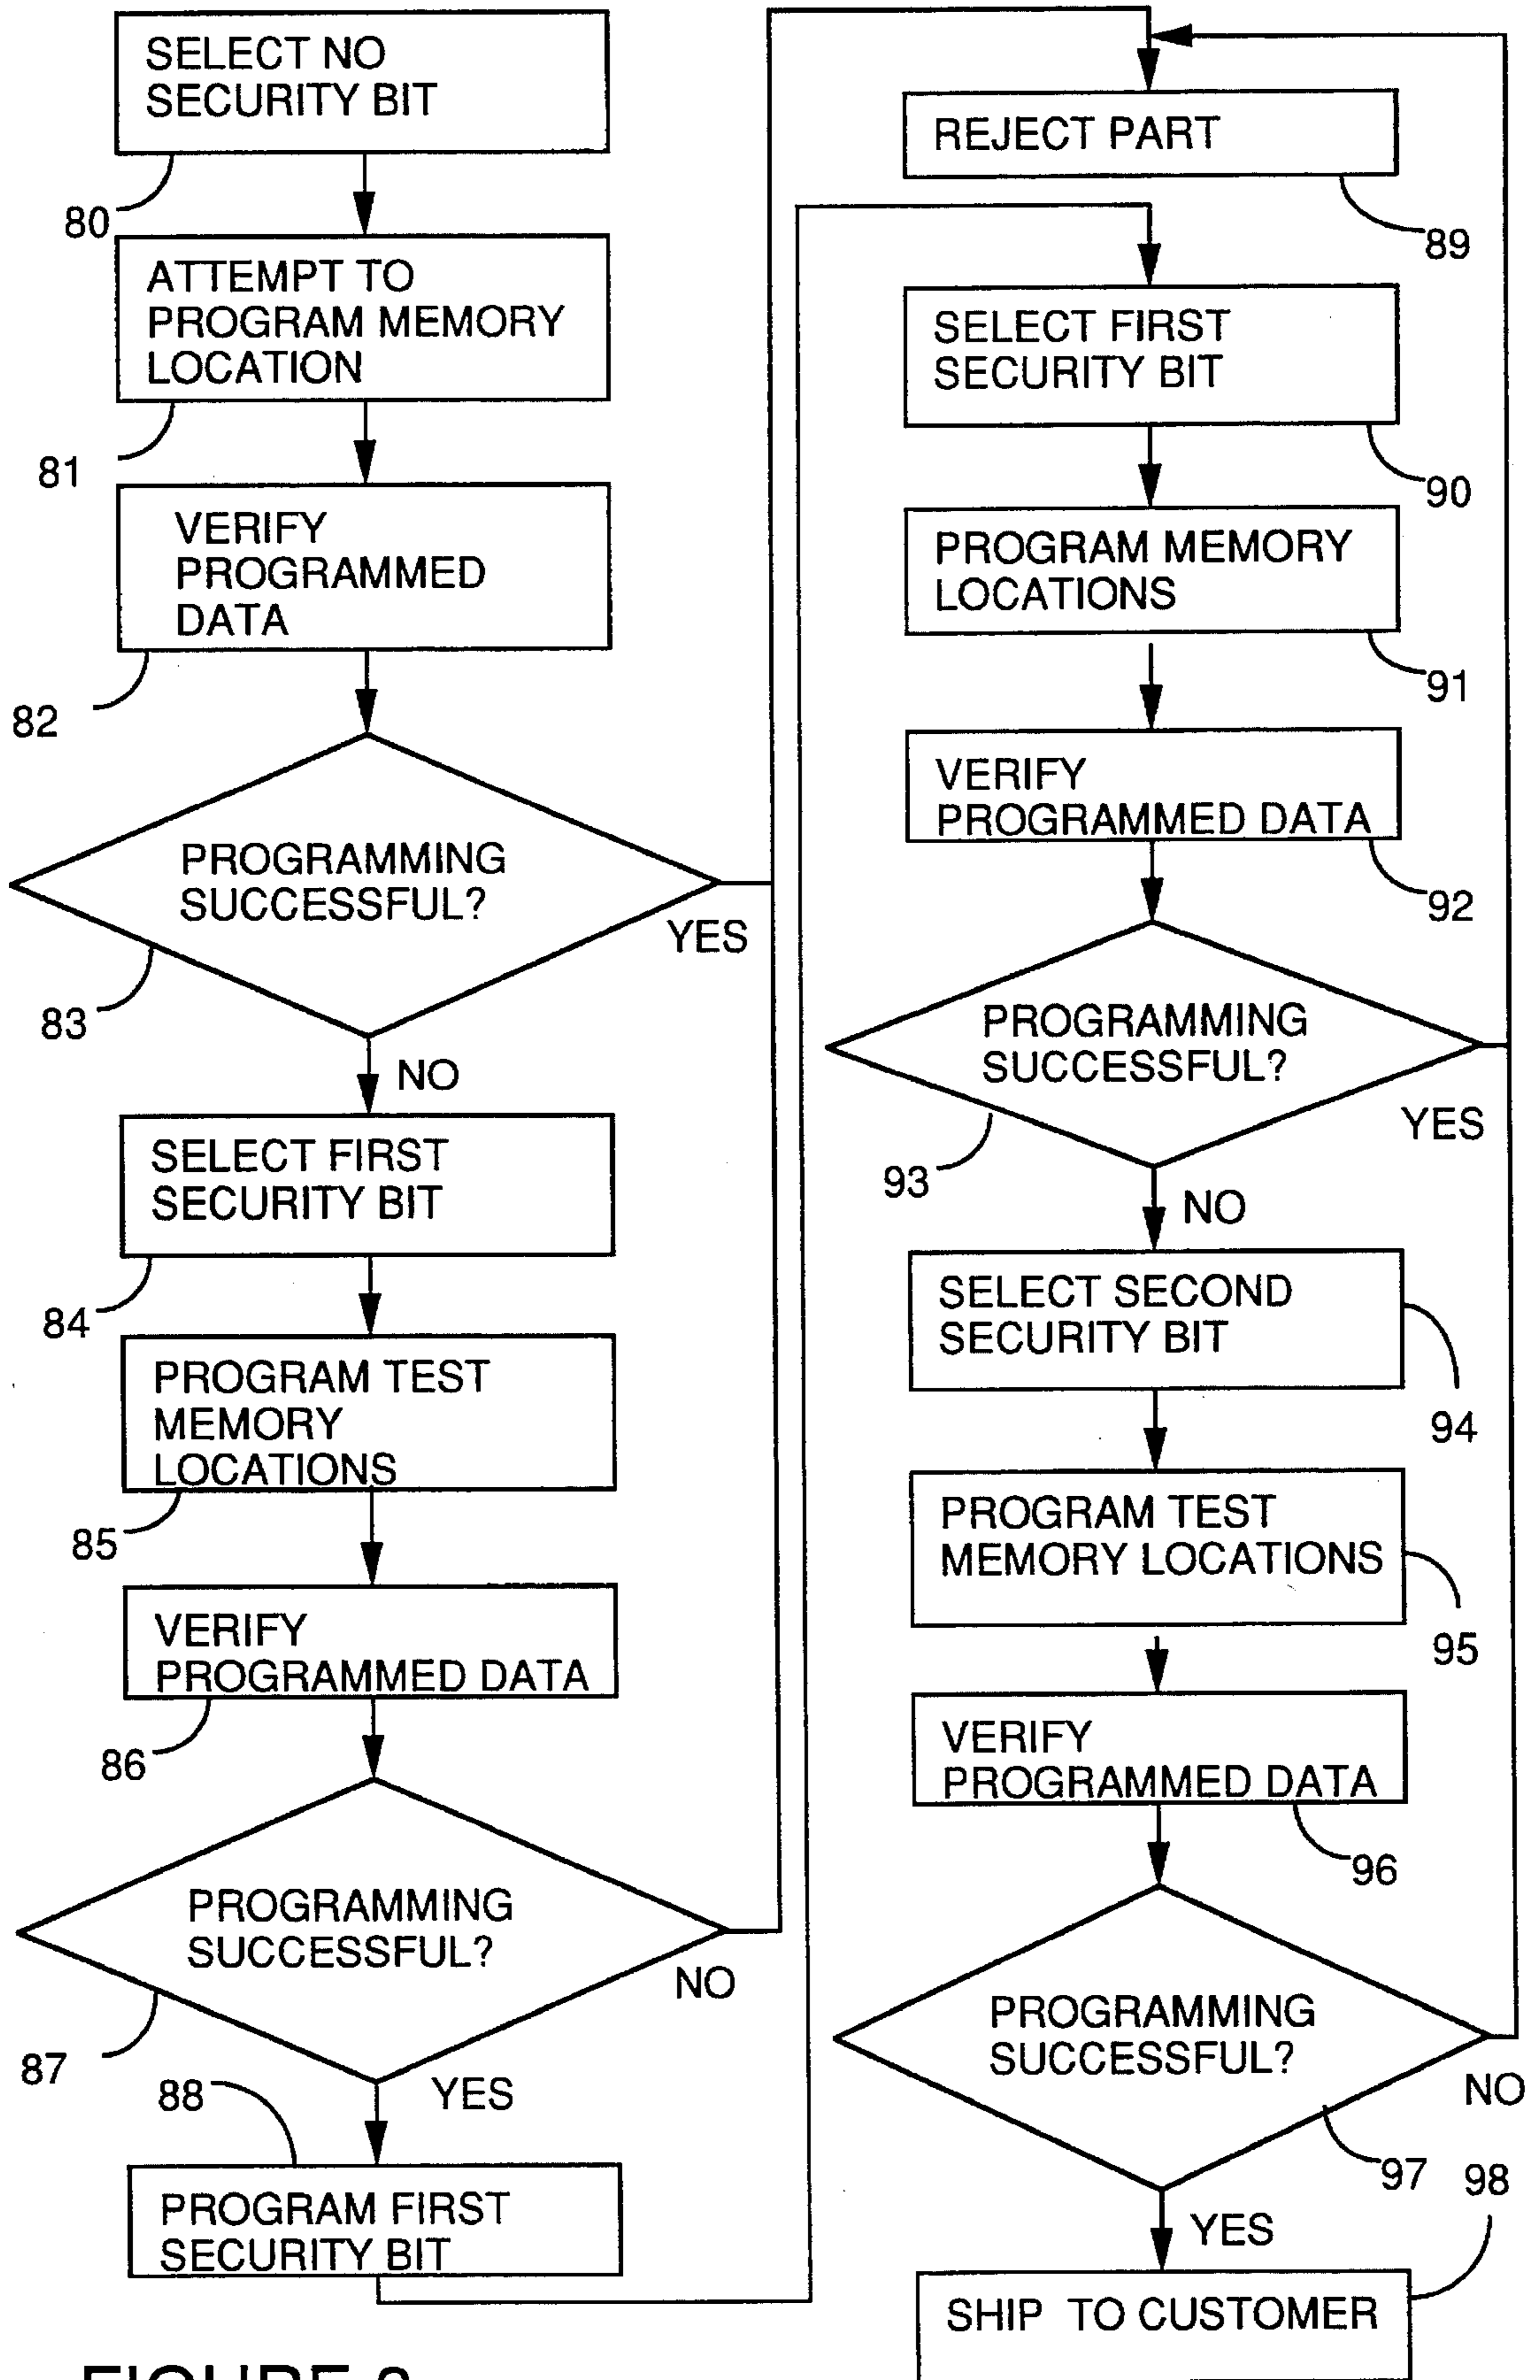 SELECT NO
SECURITY BIT
80
ATTEMPT TO
PROGRAM MEMORY
LOCATION
81
VERIFY
PROGRAMMED
DATA
82
PROGRAMMING
SUCCESSFUL?
YES
83
NO
SELECT FIRST
SECURITY BIT
84
PROGRAM TEST
MEMORY
LOCATIONS
85
VERIFY
PROGRAMMED DATA
86
PROGRAMMING
SUCCESSFUL?
NO
87
YES
88
PROGRAM FIRST
SECURITY BIT
REJECT PART
89
SELECT FIRST
SECURITY BIT
90
PROGRAM MEMORY
LOCATIONS
91
VERIFY
PROGRAMMED DATA
92
PROGRAMMING
SUCCESSFUL?
YES
93
NO
SELECT SECOND
SECURITY BIT
94
PROGRAM TEST
MEMORY LOCATIONS
95
VERIFY
PROGRAMMED DATA
96
PROGRAMMING
SUCCESSFUL?
NO
97
98
YES
SHIP TO CUSTOMER
FIGURE